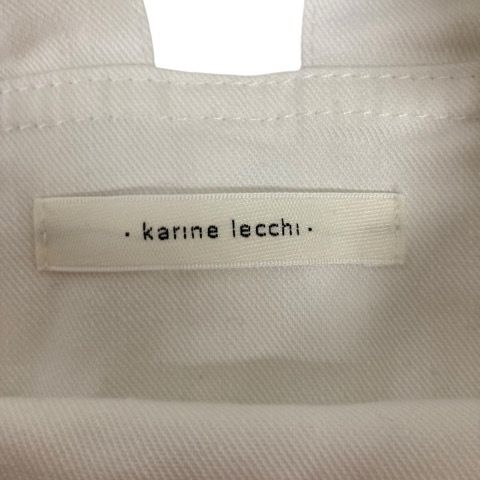 · karine lecchi ·